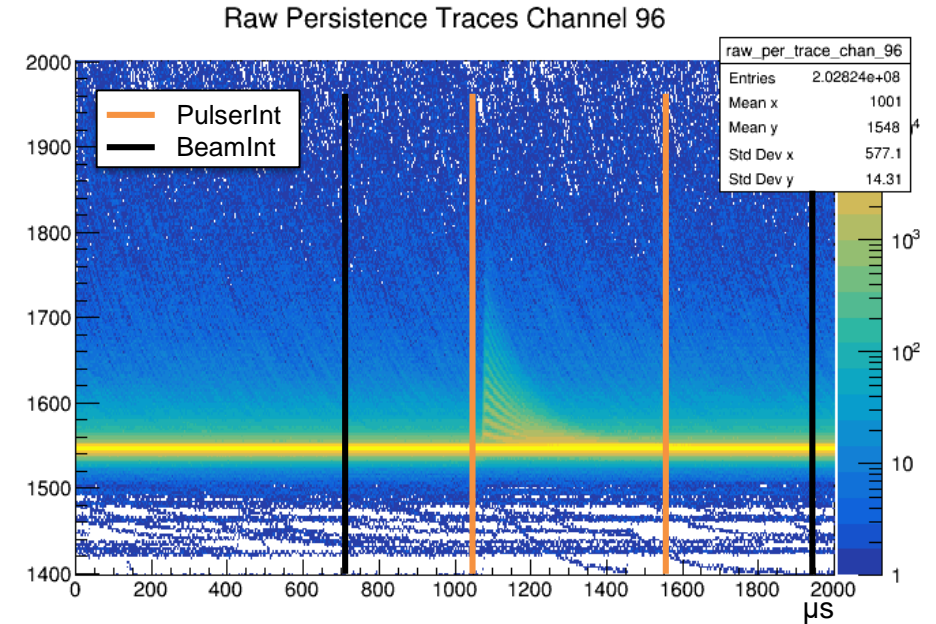 Raw Persistence Traces Channel 96
raw_per_trace_chan_96
Entries 2.02824e+08
Mean x 1001
Mean y 1548
Std Dev x 577.1
Std Dev y 14.31
PulserInt
BeamInt
2000
1900
1800
1700
1600
1500
1400
0 200 400 600 800 1000 1200 1400 1600 1800 2000
µs
4
10³
10²
10
1